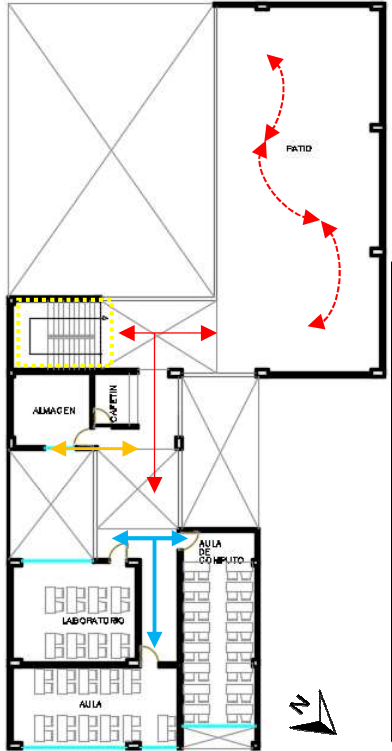 PATIO
ALMACEN
CAFETIN
AULA
DE
COMPUTO
LABORATORIO
AULA
N